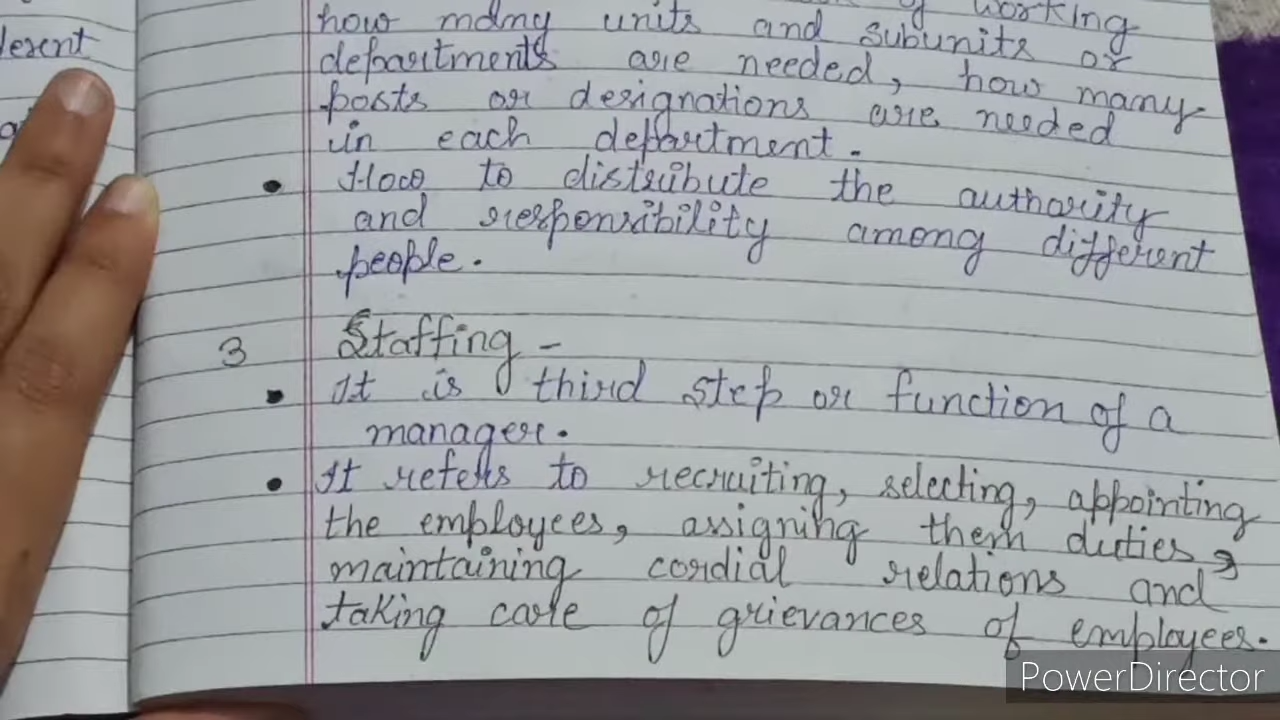 erent
of working
how many units and subunits or
departments are needed, how many
posts or designations are needed
in each department.
• How to distribute the authority
and responsibility among different
people.
3 Staffing -
• It is third step or function of a
manager.
• It refers to recruiting, selecting, appointing
the employees, assigning them duties,
maintaining cordial relations and
taking care of grievances of employees.
PowerDirector